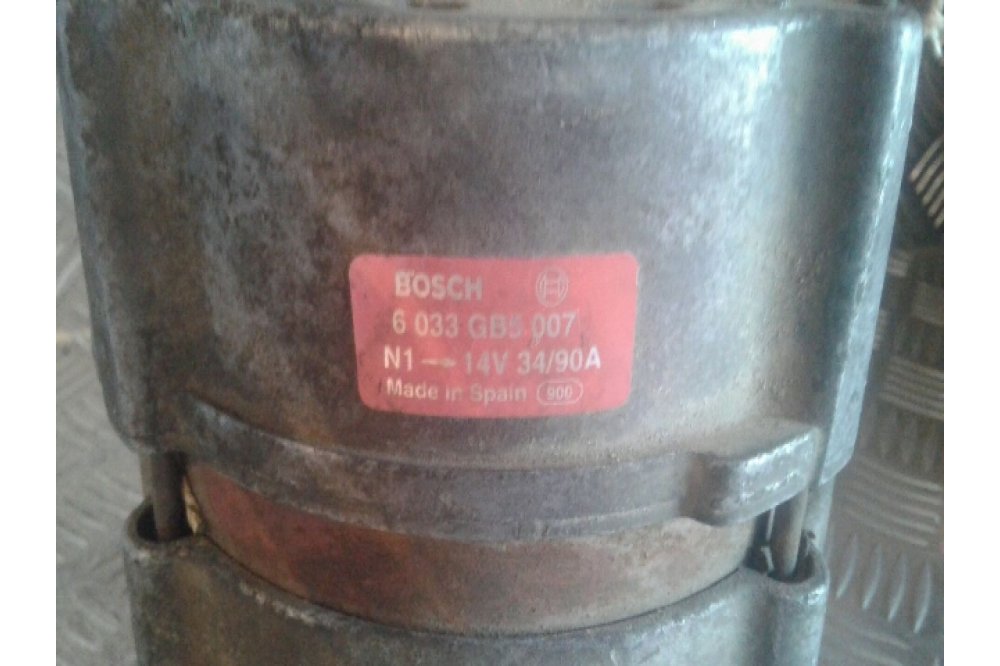 BOSCH
6 033 GB5 007
N1 → 14V 34/90A
Made in Spain 900